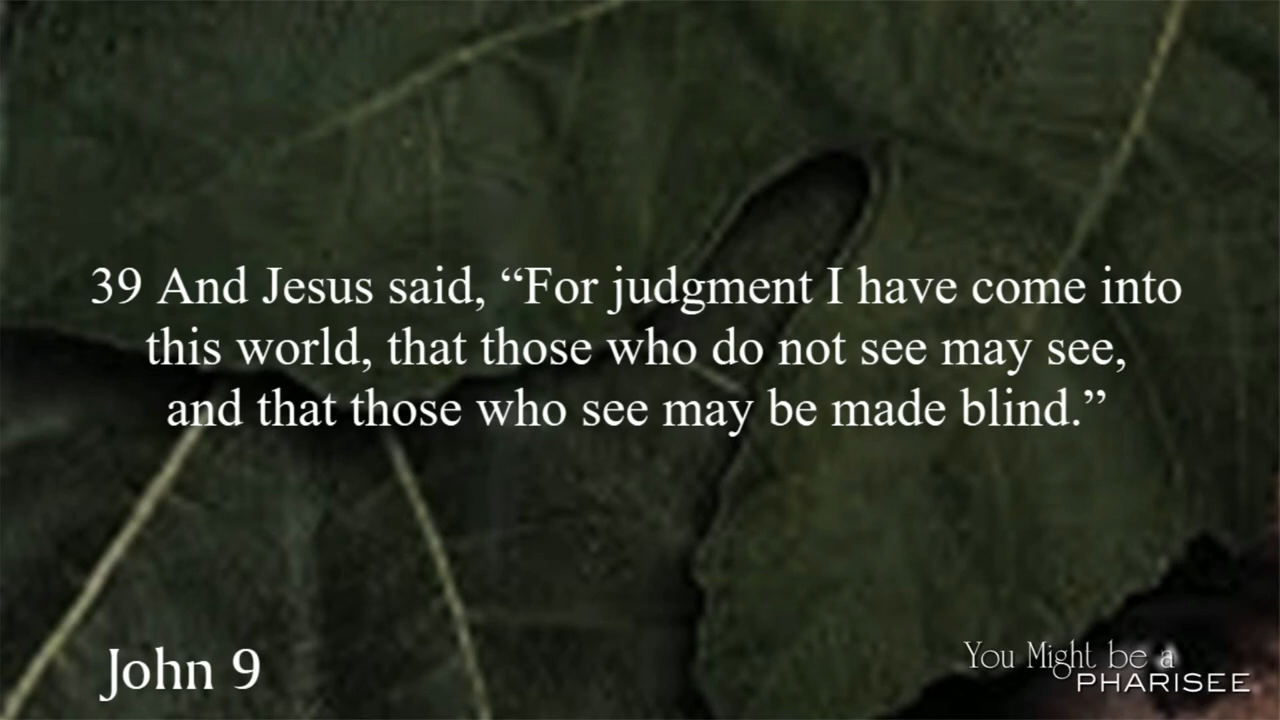 39 And Jesus said, “For judgment I have come into
this world, that those who do not see may see,
and that those who see may be made blind.”
John 9
You Might be a
PHARISEE